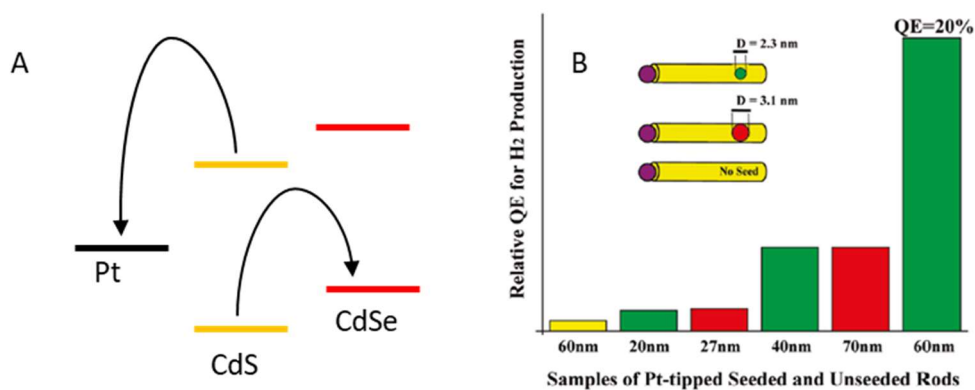 A
Pt
CdS
CdSe
B
Relative QE for H2 Production
QE=20%
D = 2.3 nm
D = 3.1 nm
No Seed
60nm 20nm 27nm 40nm 70nm 60nm
Samples of Pt-tipped Seeded and Unseeded Rods